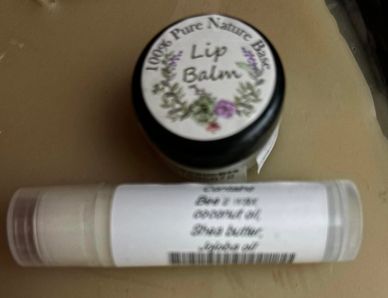 100% Pure Nature Base
Lip
Balm
Contains
Bee's wax,
coconut oil,
Shea butter,
Jojoba oil